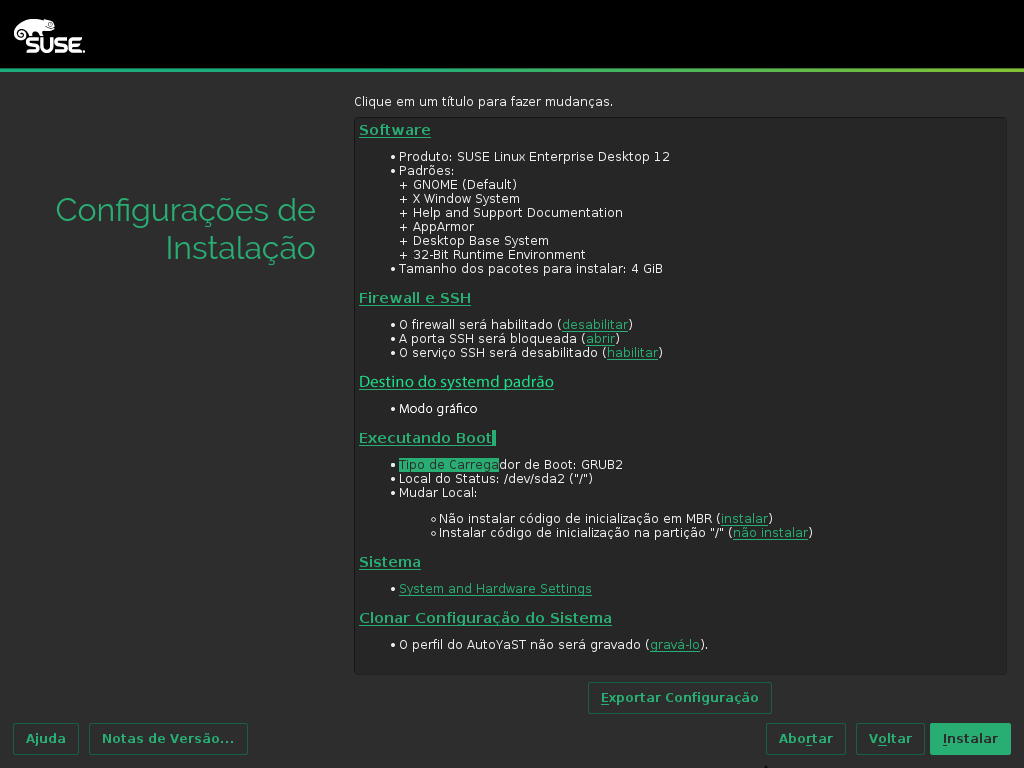 SUSE.
Clique em um título para fazer mudanças.
Configurações de
Instalação
Software
• Produto: SUSE Linux Enterprise Desktop 12
• Padrões:
+ GNOME (Default)
+ X Window System
+ Help and Support Documentation
+ AppArmor
+ Desktop Base System
+ 32-Bit Runtime Environment
• Tamanho dos pacotes para instalar: 4 GiB
Firewall e SSH
• O firewall será habilitado (desabilitar)
• A porta SSH será bloqueada (abrir)
• O serviço SSH será desabilitado (habilitar)
Destino do systemd padrão
• Modo gráfico
Executando Boot
• Tipo de Carregador de Boot: GRUB2
• Local do Status: /dev/sda2 ("/")
• Mudar Local:
◦ Não instalar código de inicialização em MBR (instalar)
◦ Instalar código de inicialização na partição "/" (não instalar)
Sistema
• System and Hardware Settings
Clonar Configuração do Sistema
• O perfil do AutoYaST não será gravado (gravá-lo).
Exportar Configuração
Ajuda Notas de Versão... Abortar Voltar Instalar